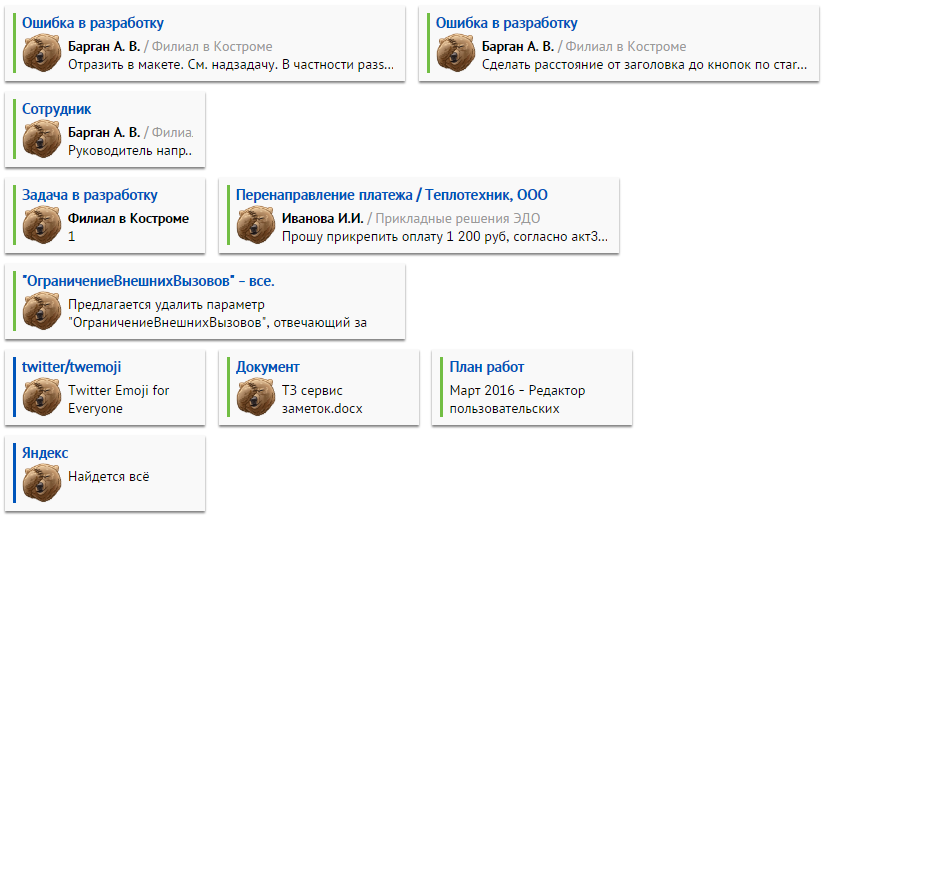 Ошибка в разработку
Барган А. В. / Филиал в Костроме
Отразить в макете. См. надзадачу. В частности pass...
Ошибка в разработку
Барган А. В. / Филиал в Костроме
Сделать расстояние от заголовка до кнопок по стаг...
Сотрудник
Барган А. В. / Филиа
Руководитель напр..
Задача в разработку
Филиал в Костроме
1
Перенаправление платежа / Теплотехник, ООО
Иванова И.И. / Прикладные решения ЭДО
Прошу прикрепить оплату 1 200 руб, согласно акт3...
"ОграничениеВнешнихВызовов" - все.
Предлагается удалить параметр
"ОграничениеВнешнихВызовов", отвечающий за
twitter/twemoji
Twitter Emoji for
Everyone
Документ
ТЗ сервис
заметок.docx
План работ
Март 2016 - Редактор
пользовательских
Яндекс
Найдется всё